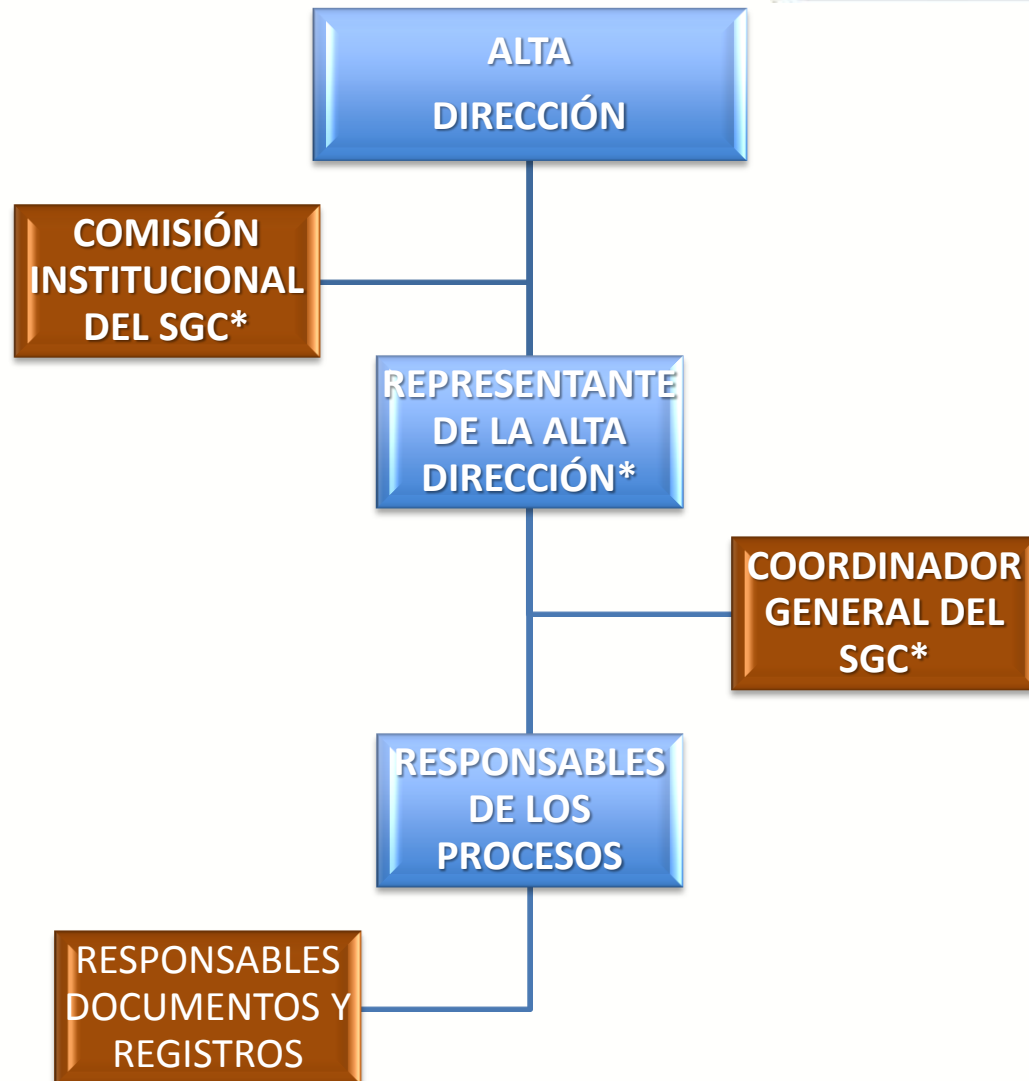 ALTA
DIRECCIÓN
COMISIÓN
INSTITUCIONAL
DEL SGC*
REPRESENTANTE
DE LA ALTA
DIRECCIÓN*
COORDINADOR
GENERAL DEL
SGC*
RESPONSABLES
DE LOS
PROCESOS
RESPONSABLES
DOCUMENTOS Y
REGISTROS